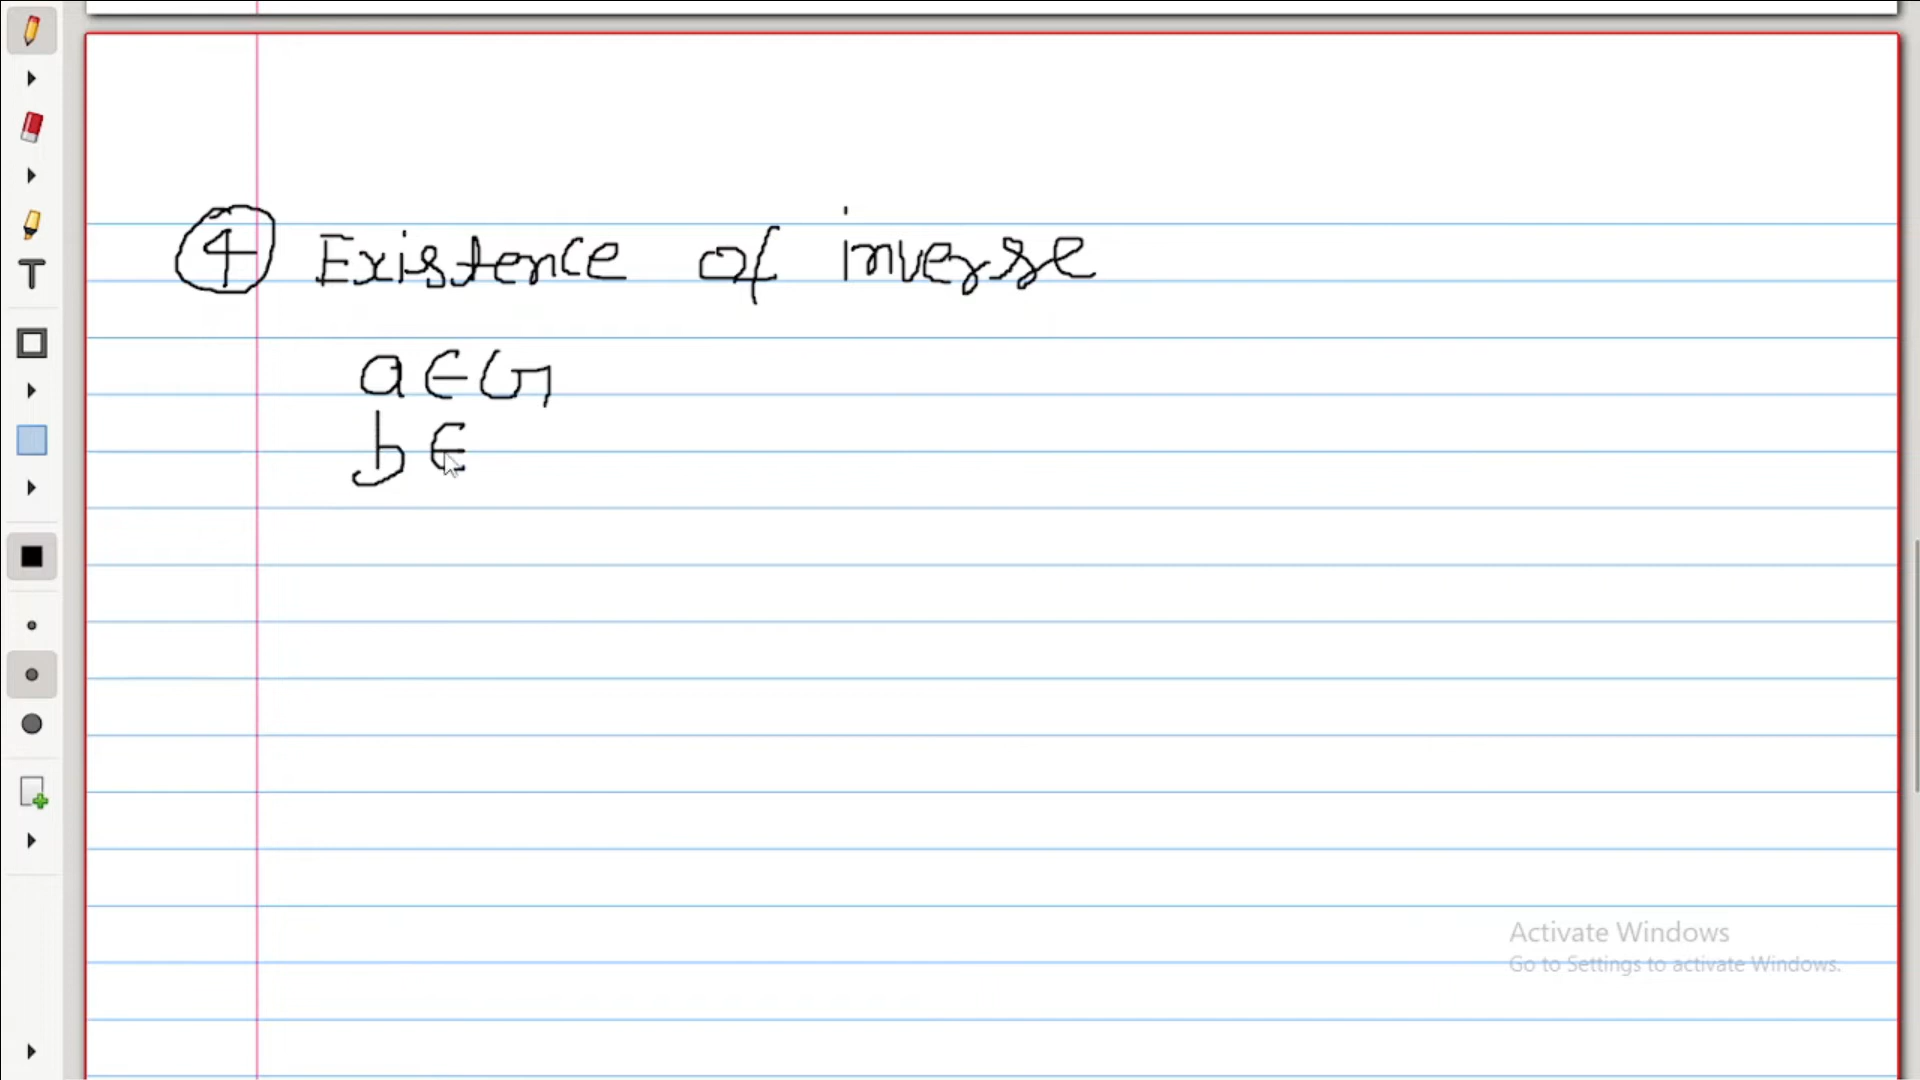 ④ Existence of inverse
a ∈ G
b ∈
T
Activate Windows
Go to Settings to activate Windows.